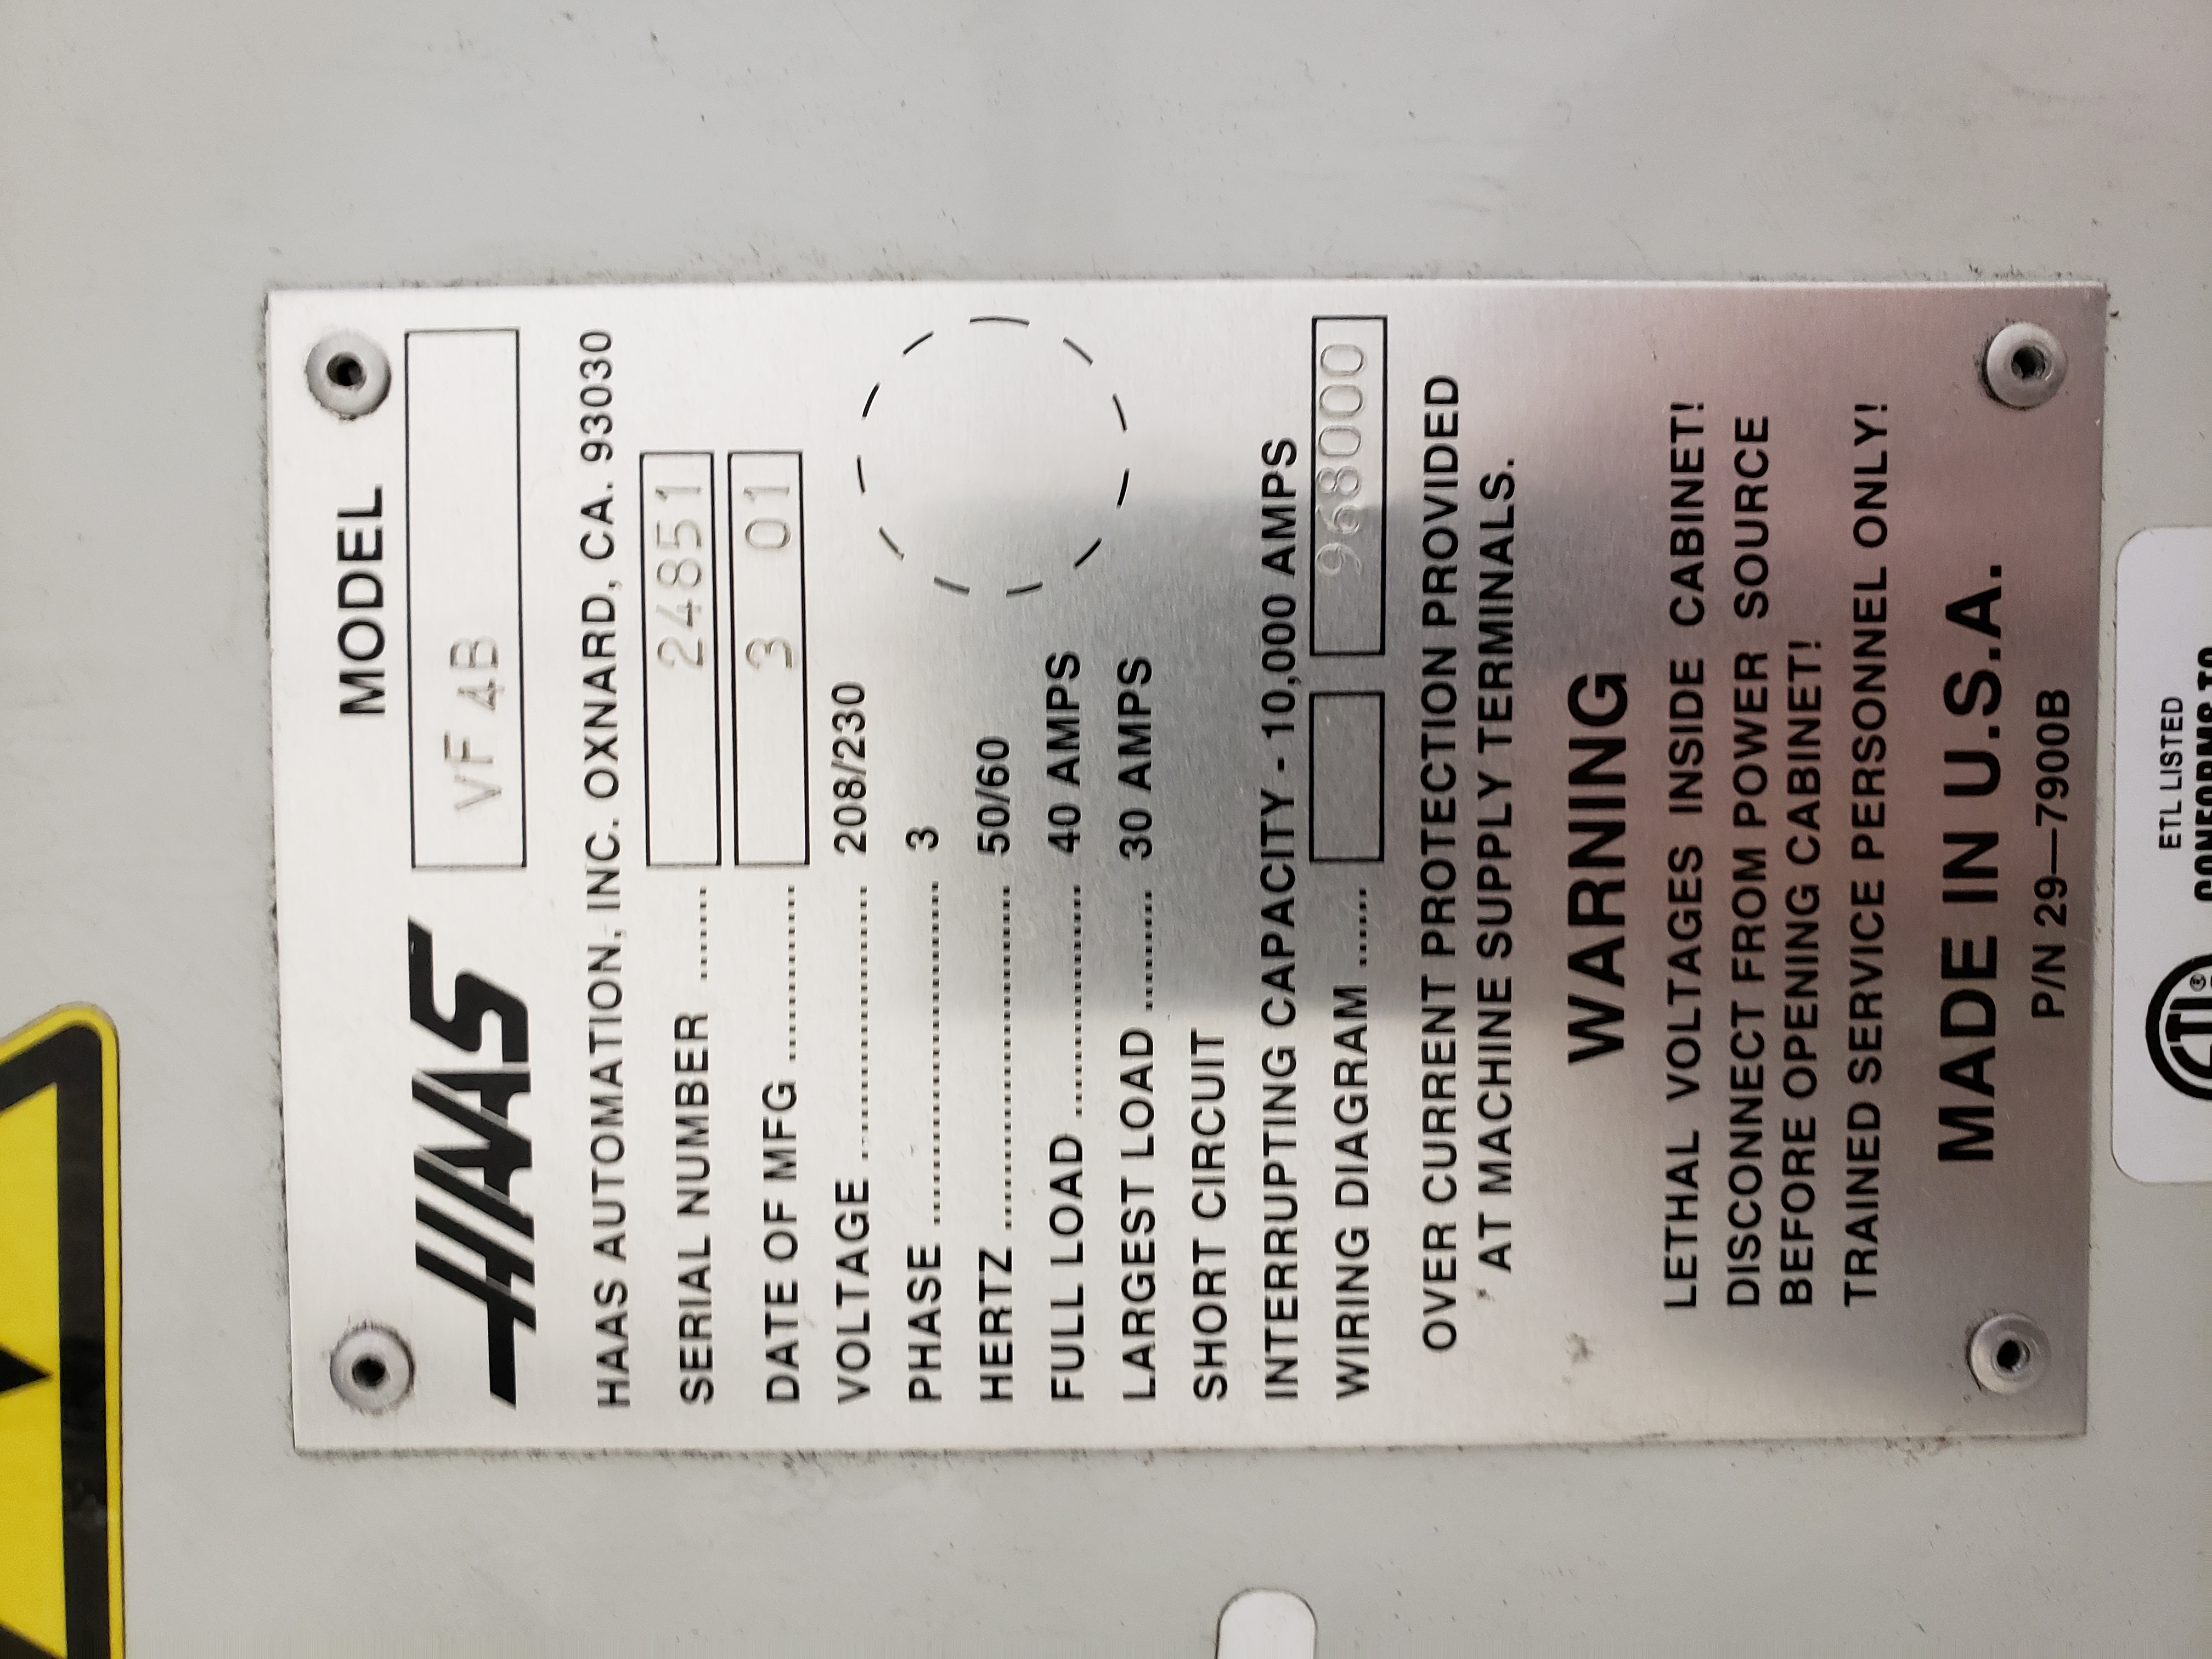 MODEL
HAAS
VF 4B
HAAS AUTOMATION, INC. OXNARD, CA. 93030
SERIAL NUMBER ....... 24851
DATE OF MFG ............. 3 01
VOLTAGE ..................... 208/230
PHASE .......................... 3
HERTZ .......................... 50/60
FULL LOAD .................. 40 AMPS
LARGEST LOAD ......... 30 AMPS
SHORT CIRCUIT
INTERRUPTING CAPACITY - 10,000 AMPS
WIRING DIAGRAM ...... 968000
OVER CURRENT PROTECTION PROVIDED
AT MACHINE SUPPLY TERMINALS.
WARNING
LETHAL VOLTAGES INSIDE CABINET!
DISCONNECT FROM POWER SOURCE
BEFORE OPENING CABINET!
TRAINED SERVICE PERSONNEL ONLY!
MADE IN U.S.A.
P/N 29—7900B
ETL LISTED
CONFORMS TO